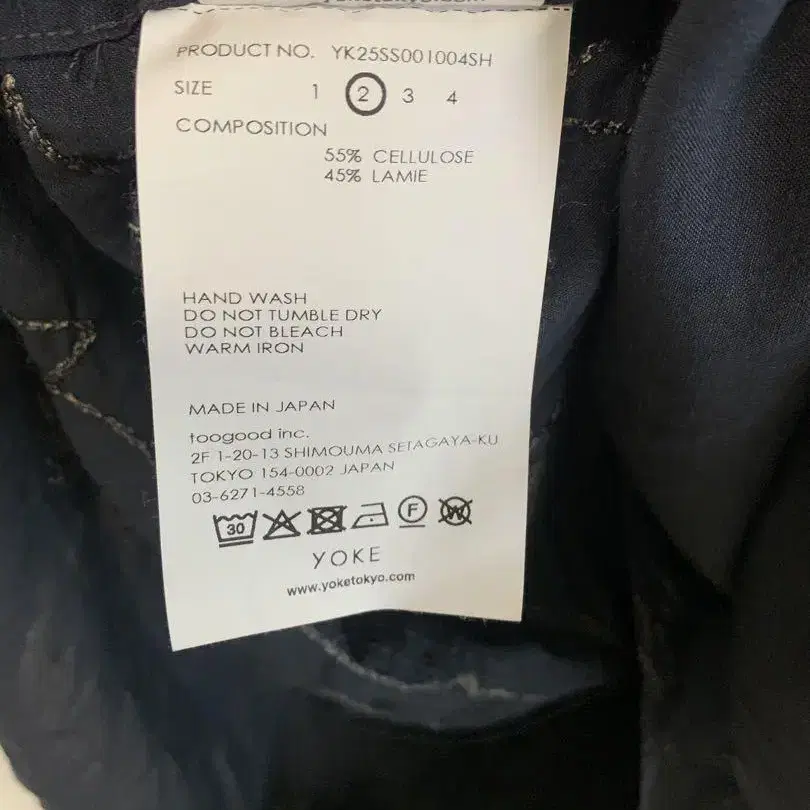 PRODUCT NO. YK25SS001004SH
SIZE 1 2 3 4
COMPOSITION
55% CELLULOSE
45% LAMIE
HAND WASH
DO NOT TUMBLE DRY
DO NOT BLEACH
WARM IRON
MADE IN JAPAN
toogood inc.
2F 1-20-13 SHIMOUMA SETAGAYA-KU
TOKYO 154-0002 JAPAN
03-6271-4558
30 F W
YOKE
www.yoketokyo.com